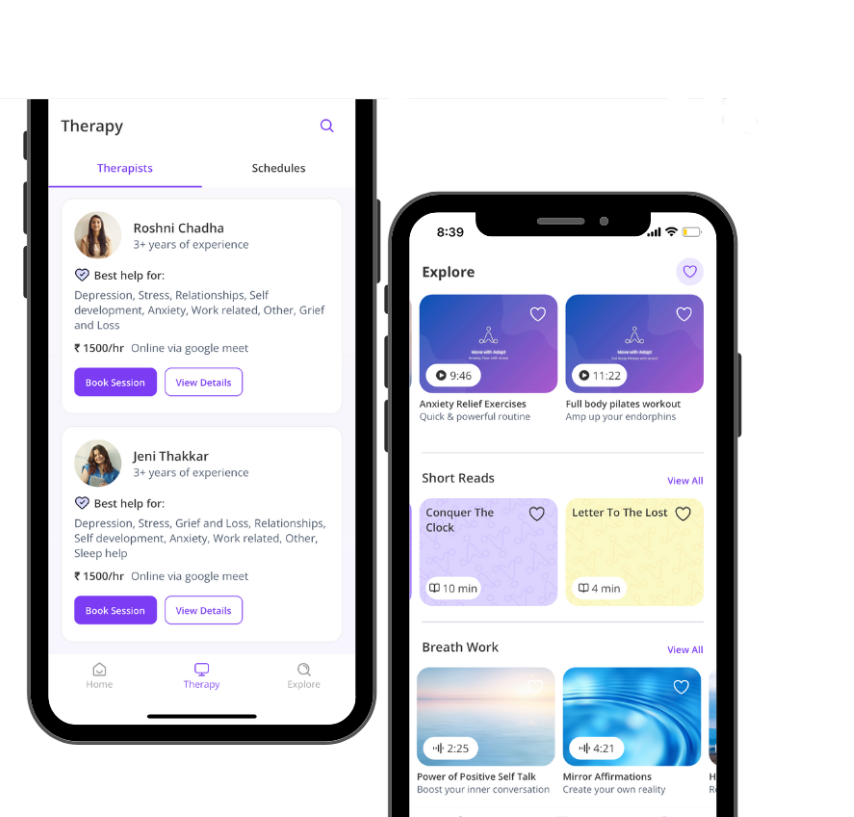 Therapy
Therapists
Schedules
Roshni Chadha
3+ years of experience
Best help for:
Depression, Stress, Relationships, Self
development, Anxiety, Work related, Other, Grief
and Loss
₹ 1500/hr Online via google meet
Book Session
View Details
Jeni Thakkar
3+ years of experience
Best help for:
Depression, Stress, Grief and Loss, Relationships,
Self development, Anxiety, Work related, Other,
Sleep help
₹ 1500/hr Online via google meet
Book Session
View Details
Home
Therapy
Explore
8:39
Explore
Move with Adapt
9:46
Anxiety Relief Exercises
Quick & powerful routine
Move with Adapt
11:22
Full body pilates workout
Amp up your endorphins
Short Reads
View All
Conquer The
Clock
10 min
Letter To The Lost
4 min
Breath Work
View All
2:25
Power of Positive Self Talk
Boost your inner conversation
4:21
Mirror Affirmations
Create your own reality